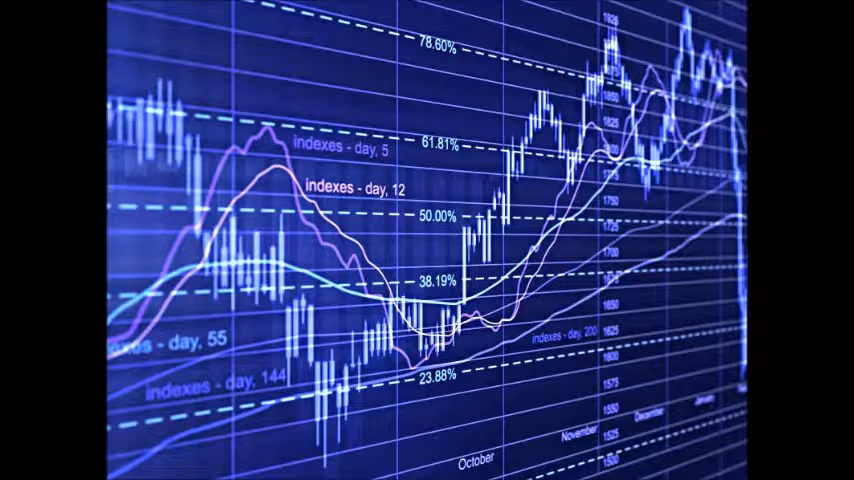 1925
78.60%
1850
1825
61.81%
indexes - day, 5
indexes - day, 12
1750
50.00%
1725
1700
38.19%
1675
1650
indexes - day, 200
1625
indexes - day, 55
1600
23.88%
indexes - day, 144
1575
1550
January
December
November
1525
October
1500